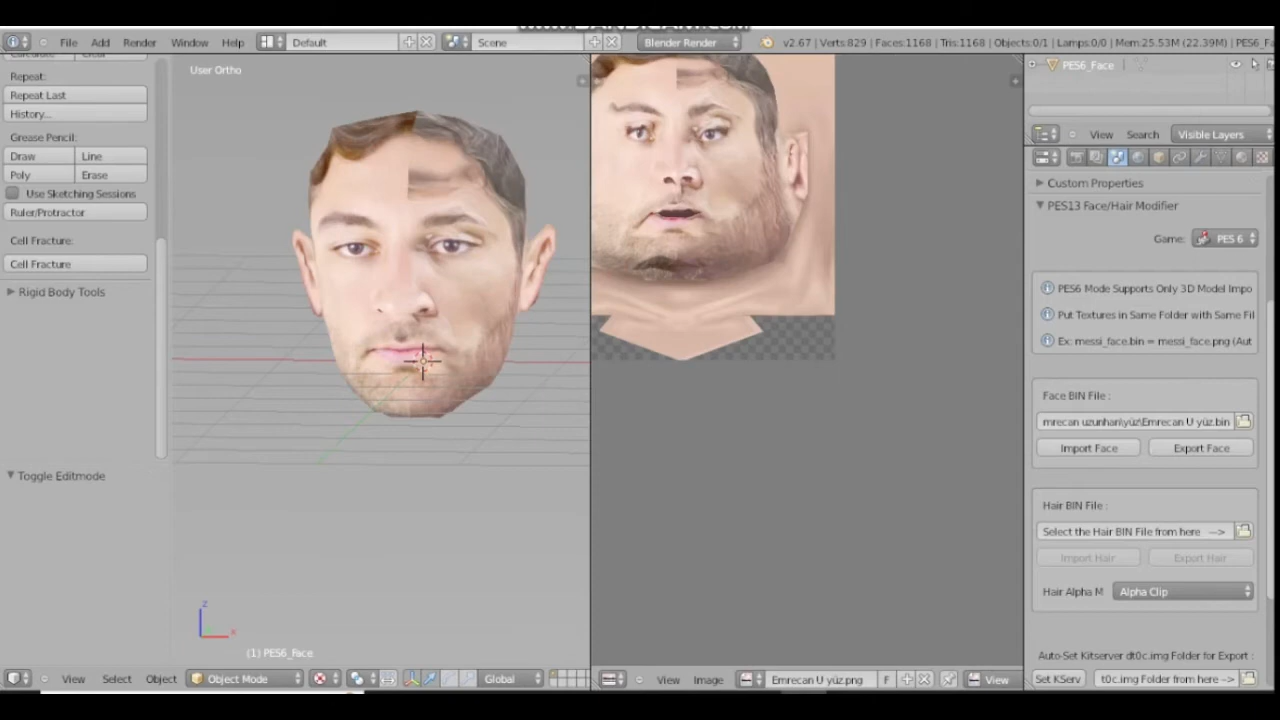 File Add Render Window Help Default Scene Blender Render v2.67 | Verts:829 | Faces:1168 | Tris:1168 | Objects:0/1 | Lamps:0/0 | Mem:25.53M (22.39M) |
Repeat:
Repeat Last
History...
Grease Pencil:
Draw Line
Poly Erase
Use Sketching Sessions
Ruler/Protractor
Cell Fracture:
Cell Fracture
Rigid Body Tools
Toggle Editmode
User Ortho
z
x
(1) PES6_Face
View Select Object Object Mode Global
View Image Emrecan U yüz.png F View
PES6_Face
View Search Visible Layers
Custom Properties
PES13 Face/Hair Modifier
Game: PES 6
PES6 Mode Supports Only 3D Model Impo
Put Textures in Same Folder with Same Fil
Ex: messi_face.bin = messi_face.png (Aut
Face BIN File :
mrecan uzunhan\yüz\Emrecan U yüz.bin
Import Face Export Face
Hair BIN File :
Select the Hair BIN File from here -->
Import Hair Export Hair
Hair Alpha M Alpha Clip
Auto-Set Kitserver dt0c.img Folder for Export :
Set KServ t0c.img Folder from here -->